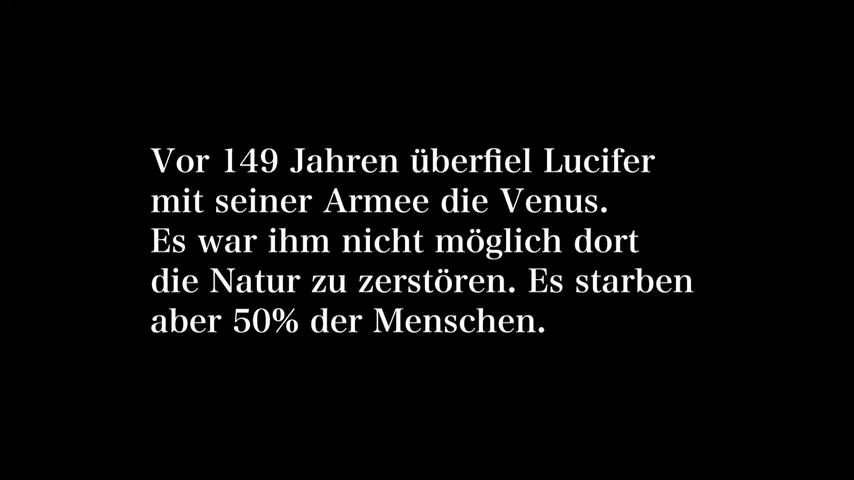 Vor 149 Jahren überfiel Lucifer
mit seiner Armee die Venus.
Es war ihm nicht möglich dort
die Natur zu zerstören. Es starben
aber 50% der Menschen.